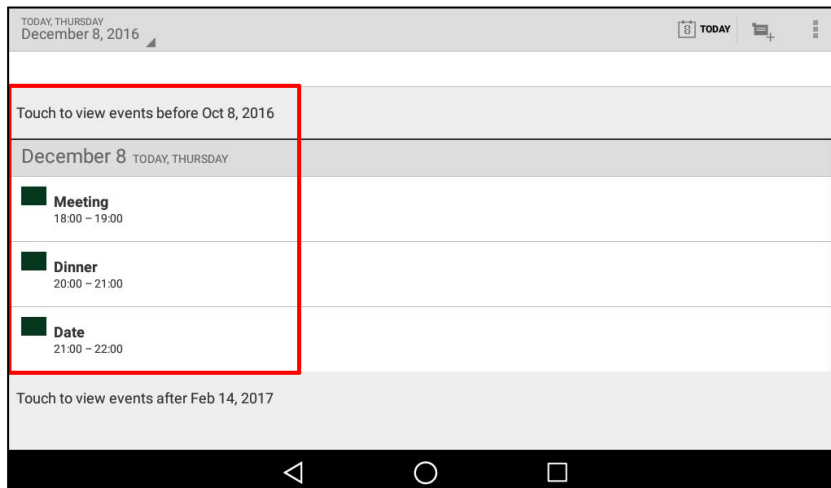 TODAY, THURSDAY
December 8, 2016
8 TODAY
Touch to view events before Oct 8, 2016
December 8 TODAY, THURSDAY
Meeting
18:00 – 19:00
Dinner
20:00 – 21:00
Date
21:00 – 22:00
Touch to view events after Feb 14, 2017